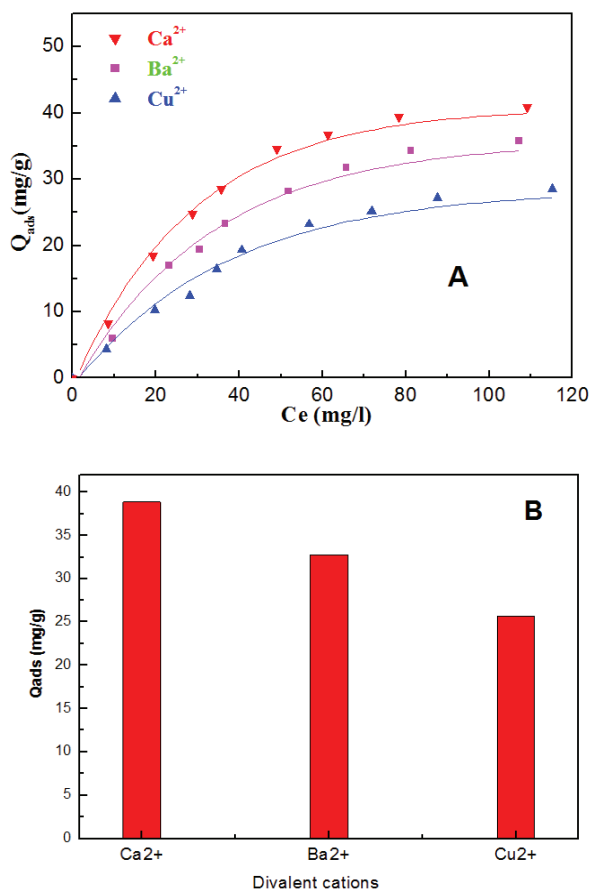 50
40
30
20
10
0
Q_ads (mg/g)
Ca²⁺
Ba²⁺
Cu²⁺
A
0 20 40 60 80 100 120
Ce (mg/l)
40
35
30
25
20
15
10
5
0
Qads (mg/g)
B
Ca2+ Ba2+ Cu2+
Divalent cations